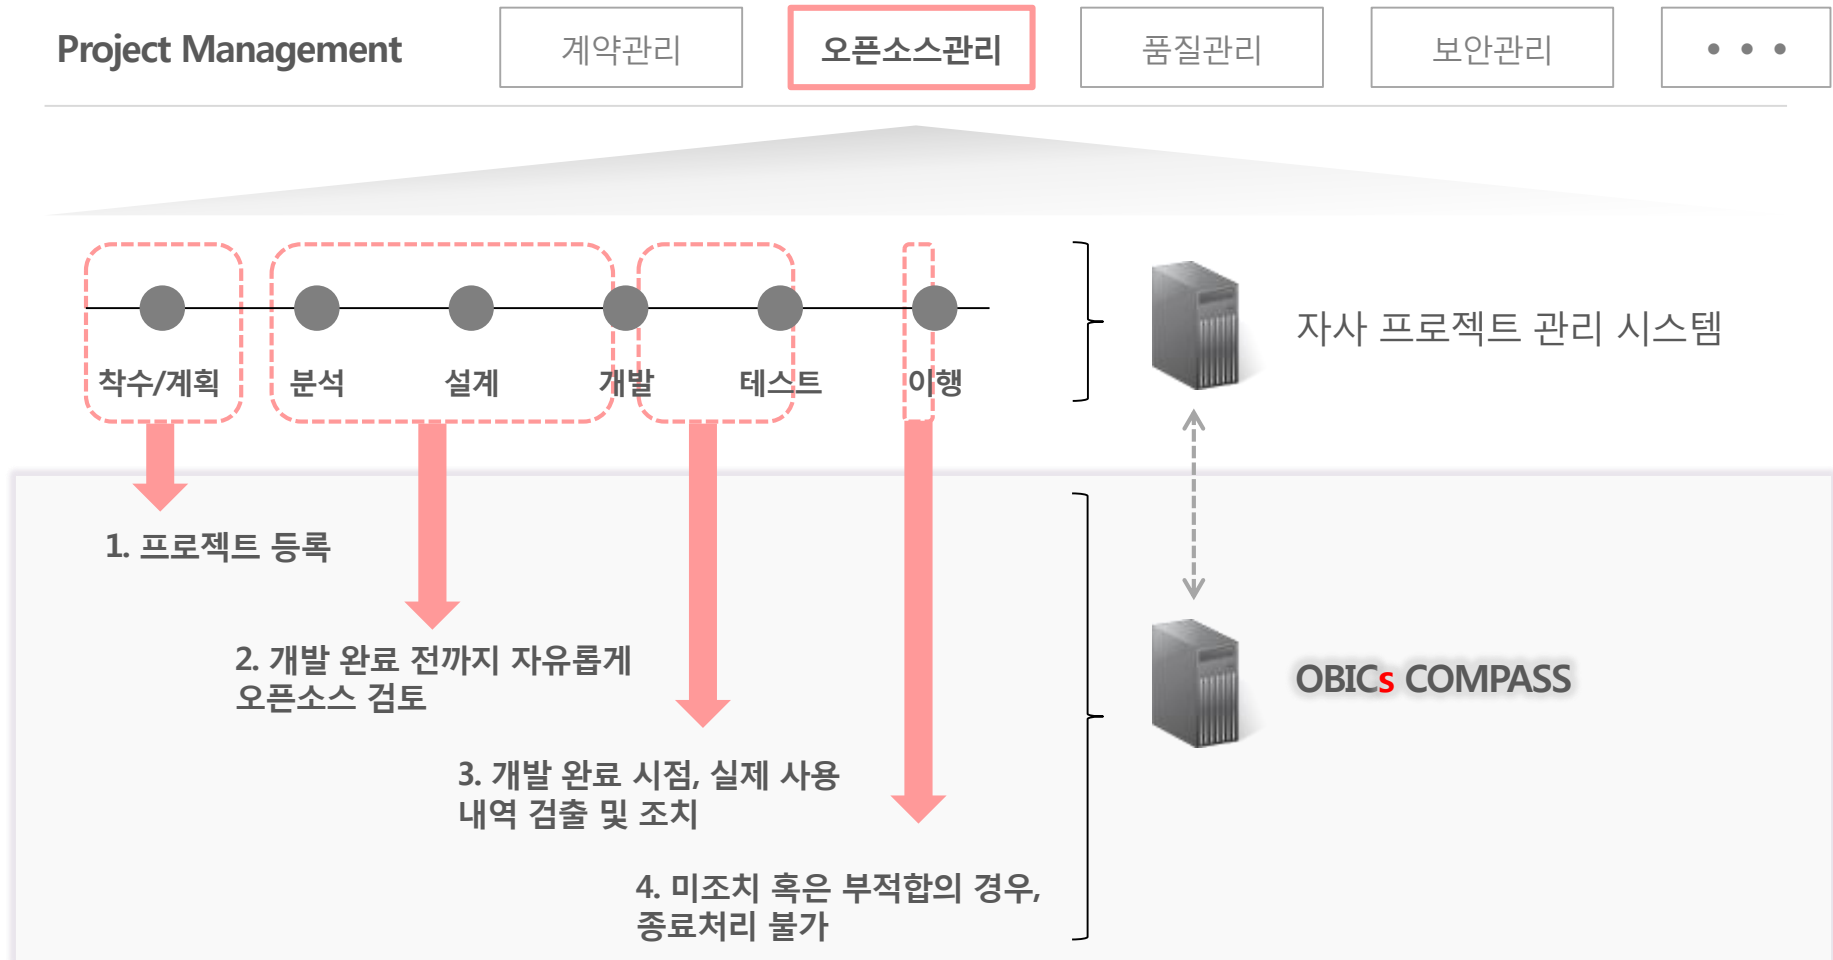 Project Management
계약관리
오픈소스관리
품질관리
보안관리
• • •
착수/계획
분석
설계
개발
테스트
이행
자사 프로젝트 관리 시스템
1. 프로젝트 등록
2. 개발 완료 전까지 자유롭게
오픈소스 검토
OBICs COMPASS
3. 개발 완료 시점, 실제 사용
내역 검출 및 조치
4. 미조치 혹은 부적합의 경우,
종료처리 불가